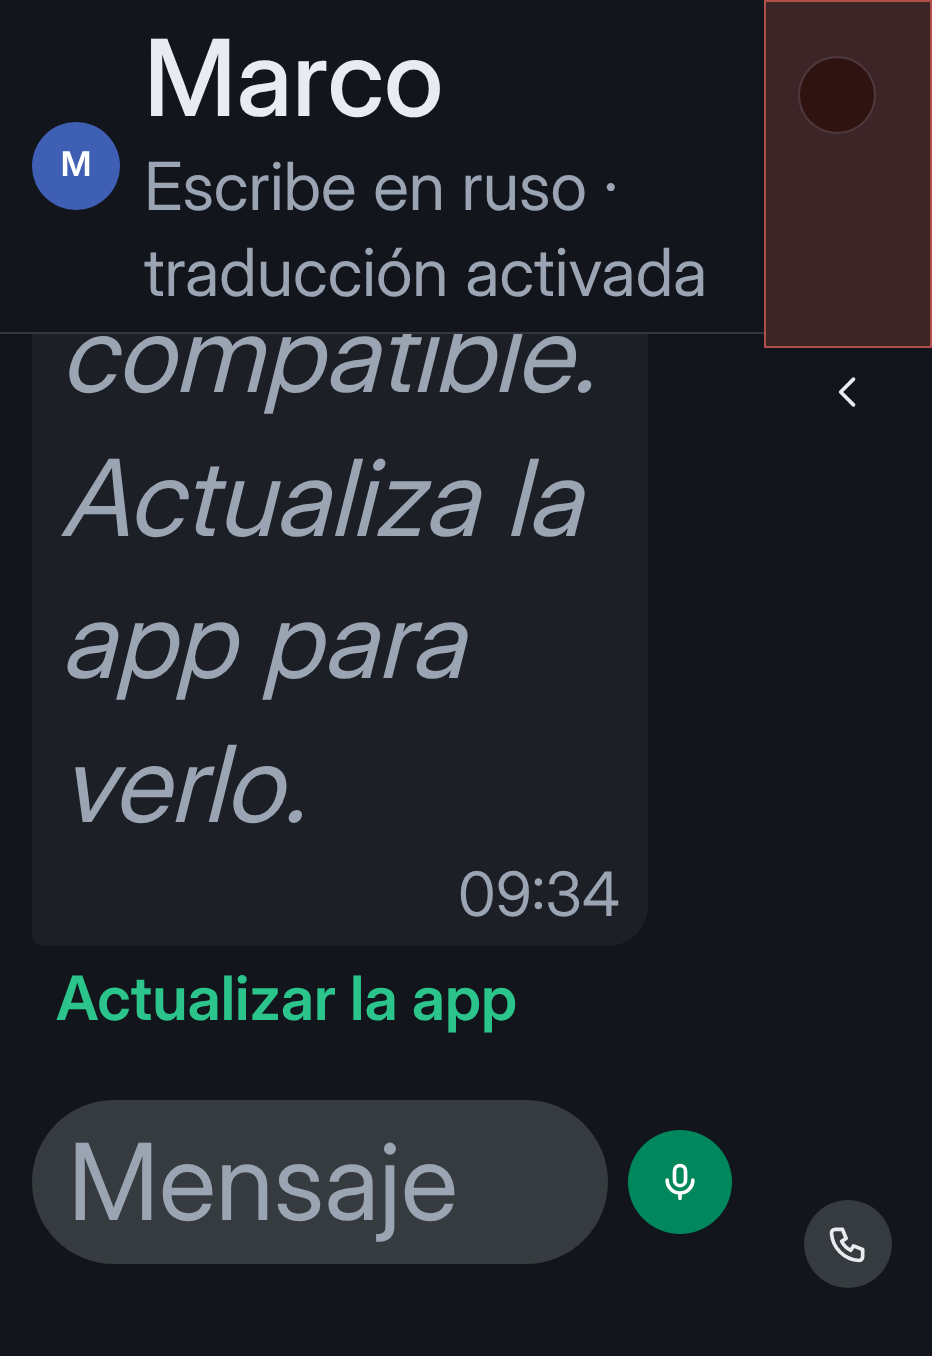 Marco
M
Escribe en ruso ·
traducción activada
compatible.
Actualiza la
app para
verlo.
09:34
Actualizar la app
Mensaje